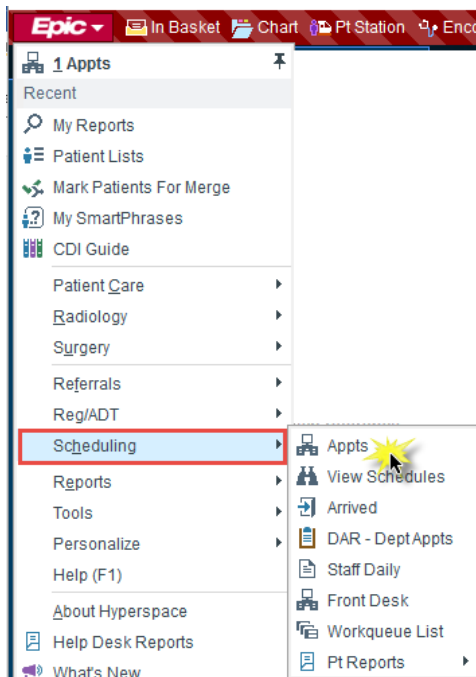 Epic In Basket Chart Pt Station Enco
1 Appts
Recent
My Reports
Patient Lists
Mark Patients For Merge
My SmartPhrases
CDI Guide
Patient Care
Radiology
Surgery
Referrals
Reg/ADT
Scheduling
Appts
View Schedules
Arrived
DAR - Dept Appts
Staff Daily
Front Desk
Workqueue List
Pt Reports
Reports
Tools
Personalize
Help (F1)
About Hyperspace
Help Desk Reports
What's New